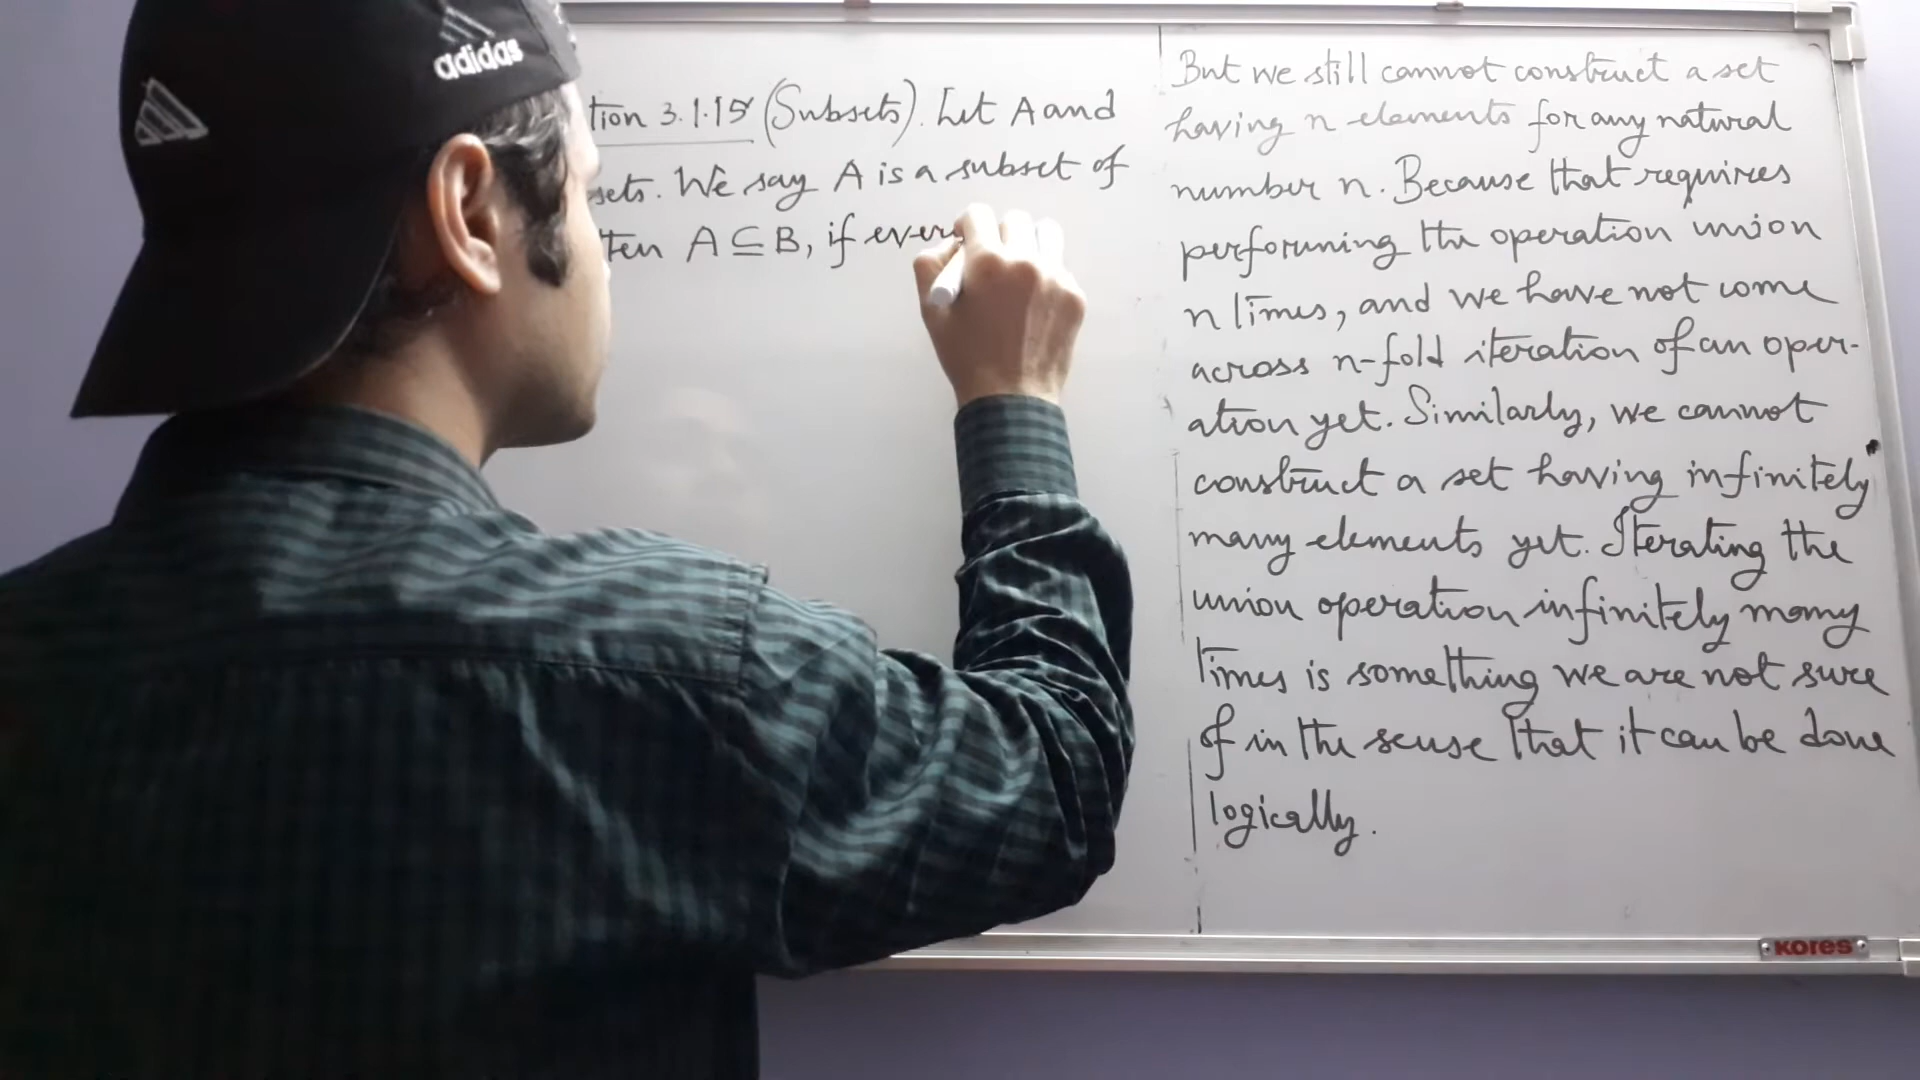 adidas
tion 3.1.15 (Subsets). Let A and
sets. We say A is a subset of
ten A ⊆ B, if every
But we still cannot construct a set
having n elements for any natural
number n. Because that requires
performing the operation union
n times, and we have not come
across n-fold iteration of an oper-
ation yet. Similarly, we cannot
construct a set having infinitely
many elements yet. Iterating the
union operation infinitely many
times is something we are not sure
of in the sense that it can be done
logically.
KORES